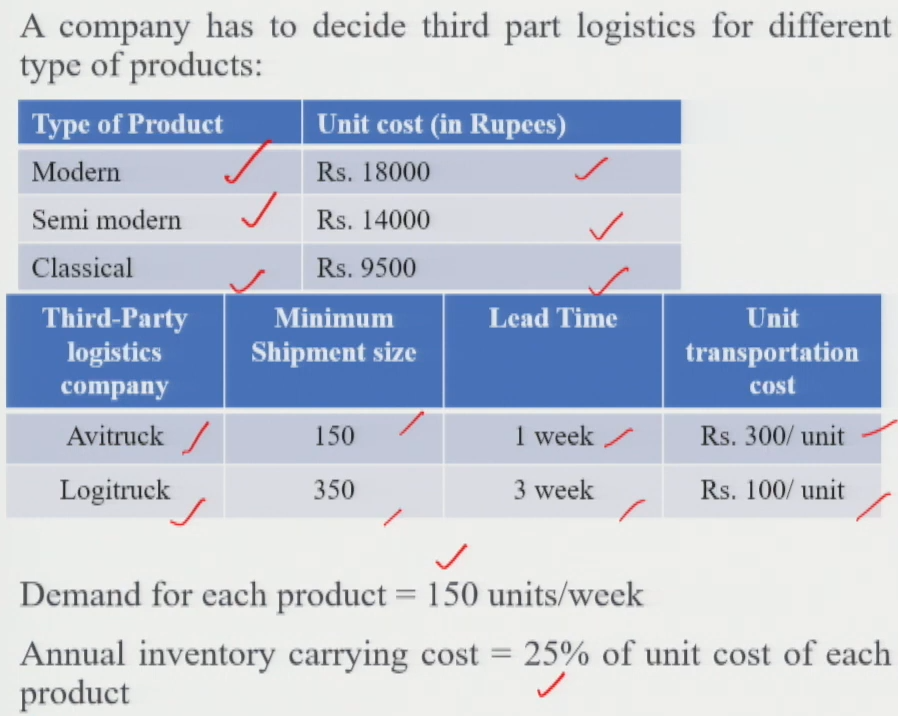 A company has to decide third part logistics for different
type of products:
Type of Product Unit cost (in Rupees)
Modern Rs. 18000
Semi modern Rs. 14000
Classical Rs. 9500
Third-Party logistics company Minimum Shipment size Lead Time Unit transportation cost
Avitruck 150 1 week Rs. 300/ unit
Logitruck 350 3 week Rs. 100/ unit
Demand for each product = 150 units/week
Annual inventory carrying cost = 25% of unit cost of each
product